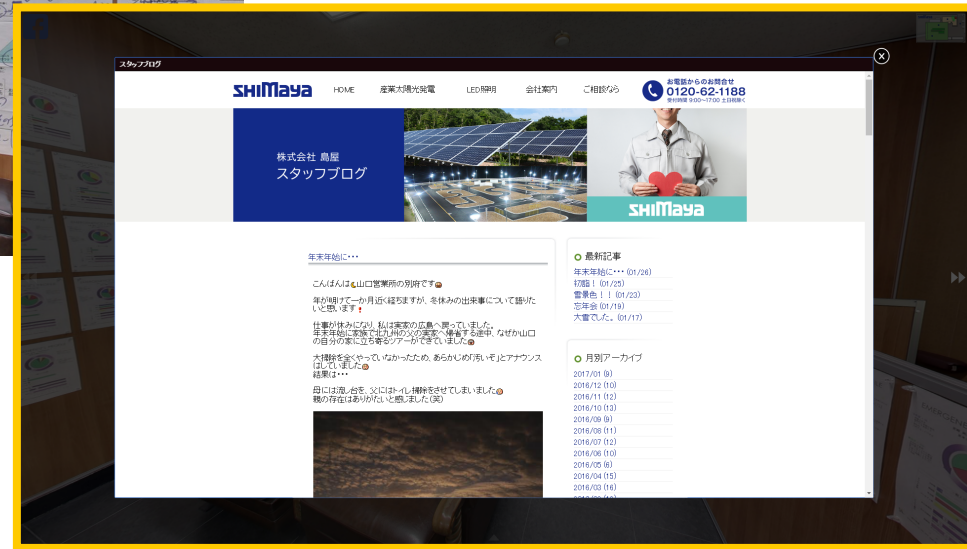 スタッフブログ
SHIMaya
HOME 産業太陽光発電 LED照明 会社案内 ご相談なら
お電話からのお問合せ
0120-62-1188
受付時間 9:00~17:00 土日祝除く
株式会社 島屋
スタッフブログ
SHIMaya
年末年始に・・・
こんばんは山口営業所の別府です
年が明けて一か月近く経ちますが、冬休みの出来事について語りた
いと思います
仕事が休みになり、私は実家の広島へ戻っていました。
年末年始に家族で北九州の父の実家へ帰省する途中、なぜか山口
の自分の家に立ち寄るツアーができていました
大掃除を全くやっていなかったため、あらかじめ「汚いぞ」とアナウンス
はしていました
結果は・・・
母には流し台を、父にはトイレ掃除をさせてしまいました
親の存在はありがたいと感じました(笑)
最新記事
年末年始に・・・ (01/26)
初詣! (01/25)
雪景色!! (01/23)
忘年会 (01/19)
大雪でした。 (01/17)
月別アーカイブ
2017/01 (9)
2016/12 (10)
2016/11 (12)
2016/10 (13)
2016/09 (9)
2016/08 (11)
2016/07 (12)
2016/06 (10)
2016/05 (6)
2016/04 (15)
2016/03 (16)